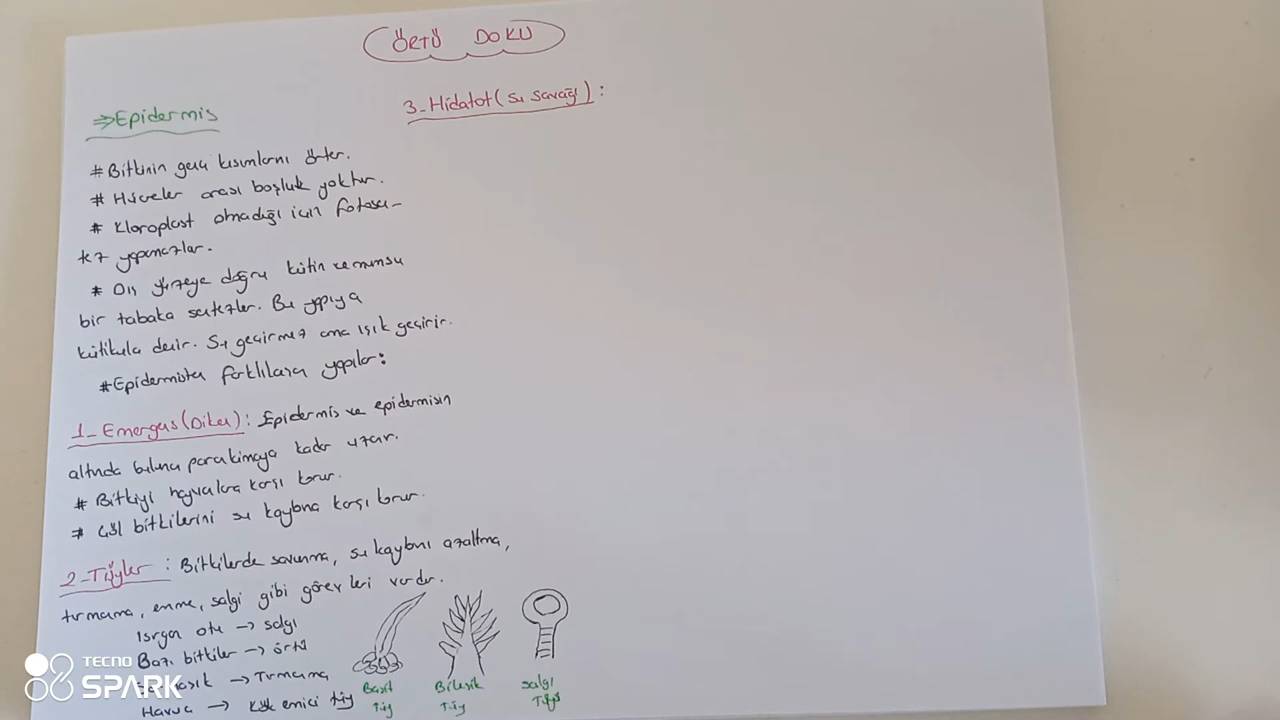 ÖRTÜ DOKU
⇒Epidermis
# Bitkinin genç kısımlarını örter.
# Hücreler arası boşluk yoktur.
# Kloroplast olmadığı için fotosen-
tez yapamazlar.
# Dış yüzeye doğru kütin ve mumsu
bir tabaka sentezler. Bu yapıya
kütikula denir. Su geçirmez ama ışık geçirir.
#Epidermisten farklılaşan yapılar:
1-Emergens(Diken): Epidermis ve epidermisin
altında bulunan parankimaya kadar uzanır.
# Bitkiyi hayvanlara karşı korur.
# Çöl bitkilerini su kaybına karşı korur.
2-Tüyler: Bitkilerde savunma, su kaybını azaltma,
tırmanma, emme, salgı gibi görevleri vardır.
Isırgan otu → salgı
Bazı bitkiler → örtü
→ Tırmanma
Havuç → Kök emici tüy
Basit Tüy
Bileşik Tüy
Salgı Tüyü
3-Hidatot(Su Savağı):
TECNO
SPARK